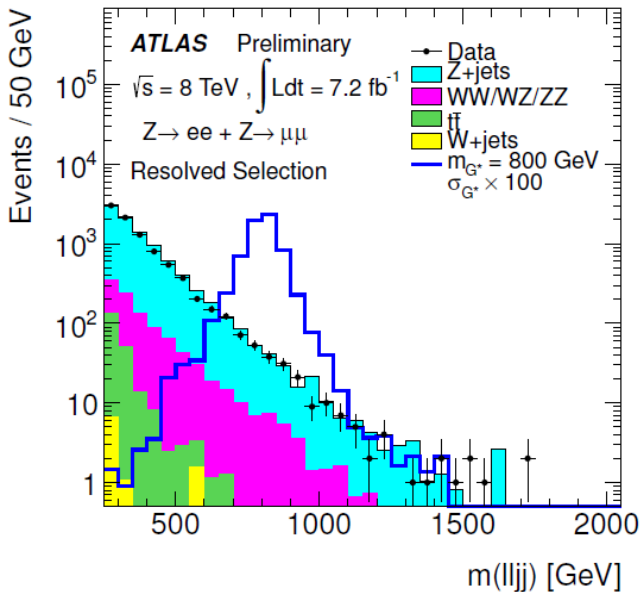 ATLAS Preliminary
√s = 8 TeV , ∫Ldt = 7.2 fb⁻¹
Z→ ee + Z→ μμ
Resolved Selection
Data
Z+jets
WW/WZ/ZZ
tt̄
W+jets
m_G* = 800 GeV
σ_G* × 100
Events / 50 GeV
10⁵
10⁴
10³
10²
10
1
500 1000 1500 2000
m(lljj) [GeV]